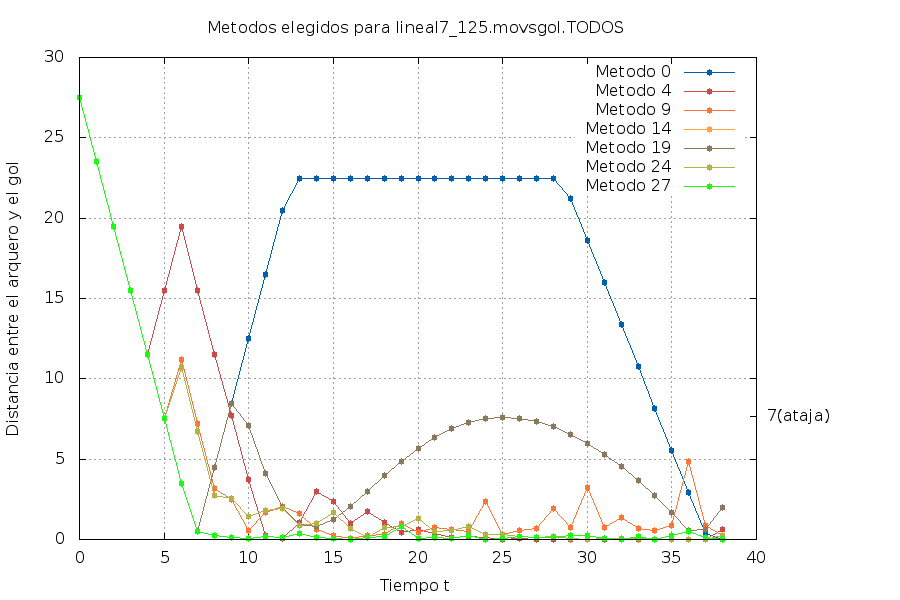 Metodos elegidos para lineal7_125.movsgol.TODOS
Distancia entre el arquero y el gol
30
25
20
15
10
5
0
Metodo 0
Metodo 4
Metodo 9
Metodo 14
Metodo 19
Metodo 24
Metodo 27
7(ataja)
0 5 10 15 20 25 30 35 40
Tiempo t